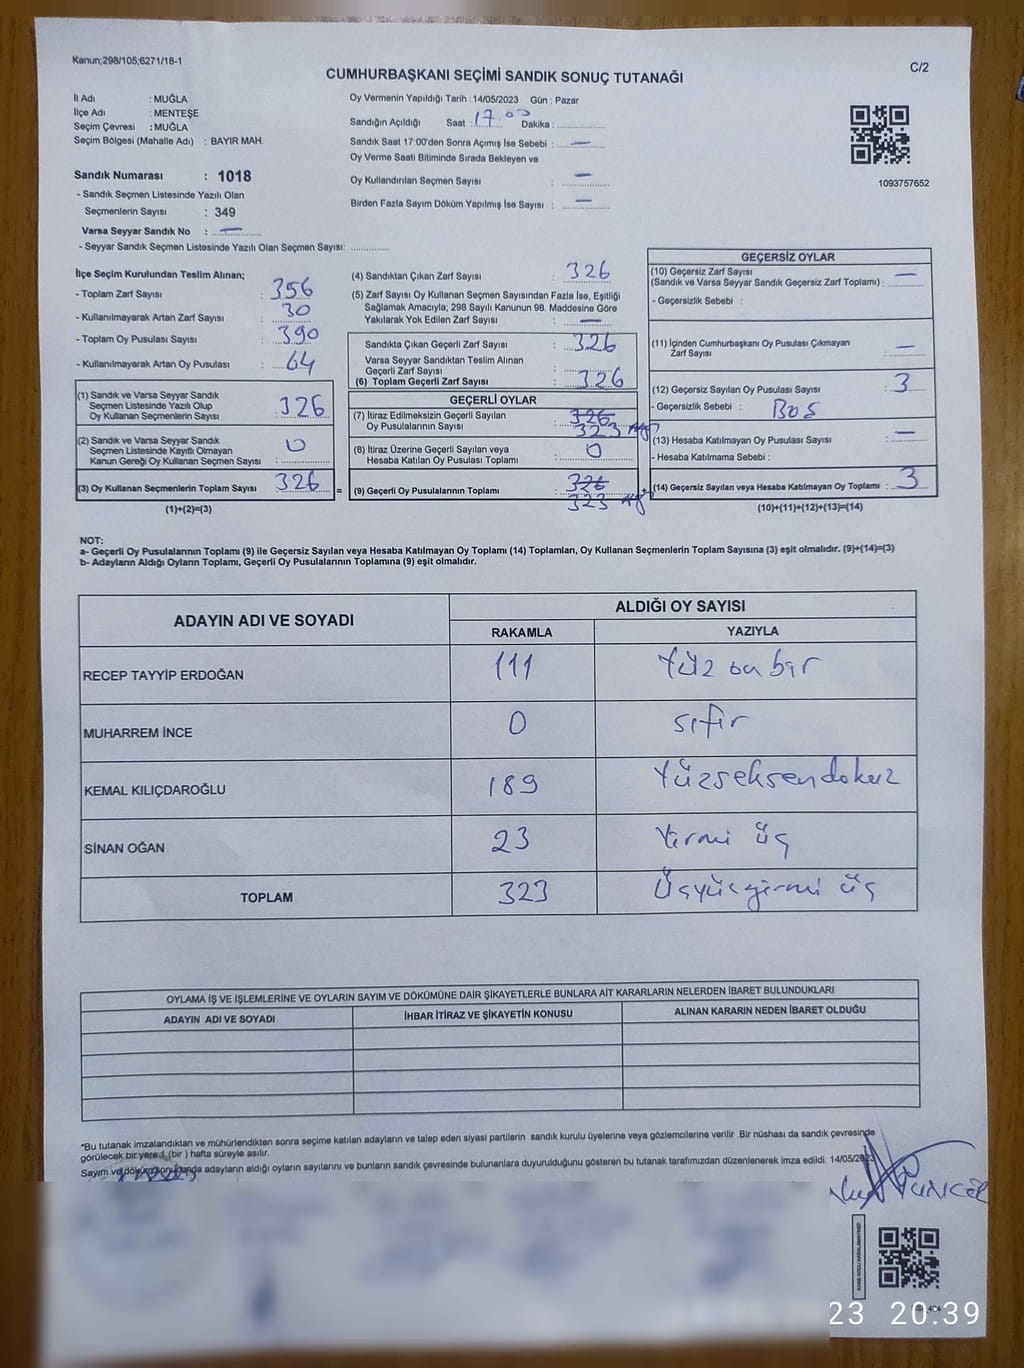 Kanun;298/105;6271/18-1
C/2
CUMHURBAŞKANI SEÇİMİ SANDIK SONUÇ TUTANAĞI
İl Adı : MUĞLA
İlçe Adı : MENTEŞE
Seçim Çevresi : MUĞLA
Seçim Bölgesi (Mahalle Adı) : BAYIR MAH.
Sandık Numarası : 1018
- Sandık Seçmen Listesinde Yazılı Olan
Seçmenlerin Sayısı : 349
Varsa Seyyar Sandık No : —
- Seyyar Sandık Seçmen Listesinde Yazılı Olan Seçmen Sayısı: ............
Oy Vermenin Yapıldığı Tarih : 14/05/2023 Gün : Pazar
Sandığın Açıldığı Saat : 17.03 Dakika : ............
Sandık Saat 17:00'den Sonra Açımış İse Sebebi : —
Oy Verme Saati Bitiminde Sırada Bekleyen ve
Oy Kullandırılan Seçmen Sayısı : —
Birden Fazla Sayım Döküm Yapılmış İse Sayısı : —
1093757652
İlçe Seçim Kurulundan Teslim Alınan;
- Toplam Zarf Sayısı : 356
- Kullanılmayarak Artan Zarf Sayısı : 30
- Toplam Oy Pusulası Sayısı : 390
- Kullanılmayarak Artan Oy Pusulası : 64
(1) Sandık ve Varsa Seyyar Sandık
Seçmen Listesinde Yazılı Olup
Oy Kullanan Seçmenlerin Sayısı : 326
(2) Sandık ve Varsa Seyyar Sandık
Seçmen Listesinde Kayıtlı Olmayan
Kanun Gereği Oy Kullanan Seçmen Sayısı : 0
(3) Oy Kullanan Seçmenlerin Toplam Sayısı : 326
(1)+(2)=(3)
=
(4) Sandıktan Çıkan Zarf Sayısı : 326
(5) Zarf Sayısı Oy Kullanan Seçmen Sayısından Fazla İse, Eşitliği
Sağlamak Amacıyla; 298 Sayılı Kanunun 98. Maddesine Göre
Yakılarak Yok Edilen Zarf Sayısı : —
Sandıkta Çıkan Geçerli Zarf Sayısı : 326
Varsa Seyyar Sandıktan Teslim Alınan
Geçerli Zarf Sayısı :
(6) Toplam Geçerli Zarf Sayısı : 326
GEÇERLİ OYLAR
(7) İtiraz Edilmeksizin Geçerli Sayılan 326
Oy Pusulalarının Sayısı : 323
(8) İtiraz Üzerine Geçerli Sayılan veya
Hesaba Katılan Oy Pusulası Toplamı : 0
(9) Geçerli Oy Pusulalarının Toplamı : 326
323
+
GEÇERSİZ OYLAR
(10) Geçersiz Zarf Sayısı —
(Sandık ve Varsa Seyyar Sandık Geçersiz Zarf Toplamı) :
- Geçersizlik Sebebi :
(11) İçinden Cumhurbaşkanı Oy Pusulası Çıkmayan
Zarf Sayısı : —
(12) Geçersiz Sayılan Oy Pusulası Sayısı : 3
- Geçersizlik Sebebi : BOŞ
(13) Hesaba Katılmayan Oy Pusulası Sayısı : —
- Hesaba Katılmama Sebebi :
(14) Geçersiz Sayılan veya Hesaba Katılmayan Oy Toplamı : 3
(10)+(11)+(12)+(13)=(14)
NOT:
a- Geçerli Oy Pusulalarının Toplamı (9) ile Geçersiz Sayılan veya Hesaba Katılmayan Oy Toplamı (14) Toplamları, Oy Kullanan Seçmenlerin Toplam Sayısına (3) eşit olmalıdır. (9)+(14)=(3)
b- Adayların Aldığı Oyların Toplamı, Geçerli Oy Pusulalarının Toplamına (9) eşit olmalıdır.
ADAYIN ADI VE SOYADI
ALDIĞI OY SAYISI
RAKAMLA YAZIYLA
RECEP TAYYİP ERDOĞAN 111 Yüz on bir
MUHARREM İNCE 0 sıfır
KEMAL KILIÇDAROĞLU 189 Yüzseksendokuz
SİNAN OĞAN 23 Yirmi üç
TOPLAM 323 Üçyüzyirmi üç
OYLAMA İŞ VE İŞLEMLERİNE VE OYLARIN SAYIM VE DÖKÜMÜNE DAİR ŞİKAYETLERLE BUNLARA AİT KARARLARIN NELERDEN İBARET BULUNDUKLARI
ADAYIN ADI VE SOYADI İHBAR İTİRAZ VE ŞİKAYETİN KONUSU ALINAN KARARIN NEDEN İBARET OLDUĞU
*Bu tutanak imzalandıktan ve mühürlendikten sonra seçime katılan adayların ve talep eden siyasi partilerin sandık kurulu üyelerine veya gözlemcilerine verilir .Bir nüshası da sandık çevresinde
görülecek bir yere 1 (bir ) hafta süreyle asılır.
Sayım ve döküm sonucunda adayların aldığı oyların sayılarını ve bunların sandık çevresinde bulunanlara duyurulduğunu gösteren bu tutanak tarafımızdan düzenlenerek imza edildi. 14/05/2023
23 20:39